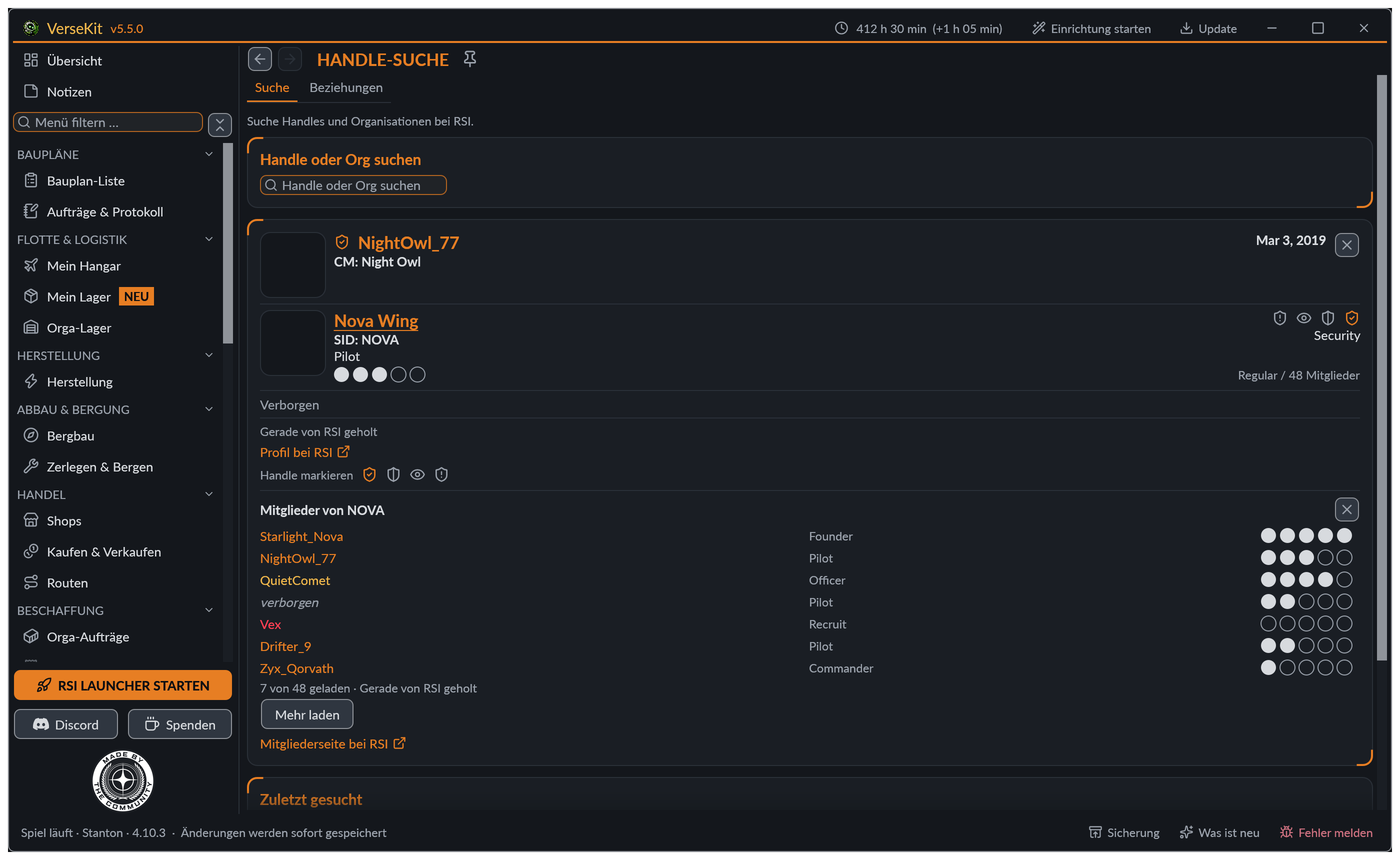 VerseKit v5.5.0
412 h 30 min (+1 h 05 min)
Einrichtung starten
Update
Übersicht
Notizen
Menü filtern ...
BAUPLÄNE
Bauplan-Liste
Aufträge & Protokoll
FLOTTE & LOGISTIK
Mein Hangar
Mein Lager NEU
Orga-Lager
HERSTELLUNG
Herstellung
ABBAU & BERGUNG
Bergbau
Zerlegen & Bergen
HANDEL
Shops
Kaufen & Verkaufen
Routen
BESCHAFFUNG
Orga-Aufträge
RSI LAUNCHER STARTEN
Discord
Spenden
MADE BY
THE COMMUNITY
HANDLE-SUCHE
Suche
Beziehungen
Suche Handles und Organisationen bei RSI.
Handle oder Org suchen
Handle oder Org suchen
NightOwl_77
Mar 3, 2019
CM: Night Owl
Nova Wing
SID: NOVA
Security
Pilot
Regular / 48 Mitglieder
Verborgen
Gerade von RSI geholt
Profil bei RSI
Handle markieren
Mitglieder von NOVA
Starlight_Nova Founder
NightOwl_77 Pilot
QuietComet Officer
verborgen Pilot
Vex Recruit
Drifter_9 Pilot
Zyx_Qorvath Commander
7 von 48 geladen · Gerade von RSI geholt
Mehr laden
Mitgliederseite bei RSI
Zuletzt gesucht
Spiel läuft · Stanton · 4.10.3 · Änderungen werden sofort gespeichert
Sicherung
Was ist neu
Fehler melden